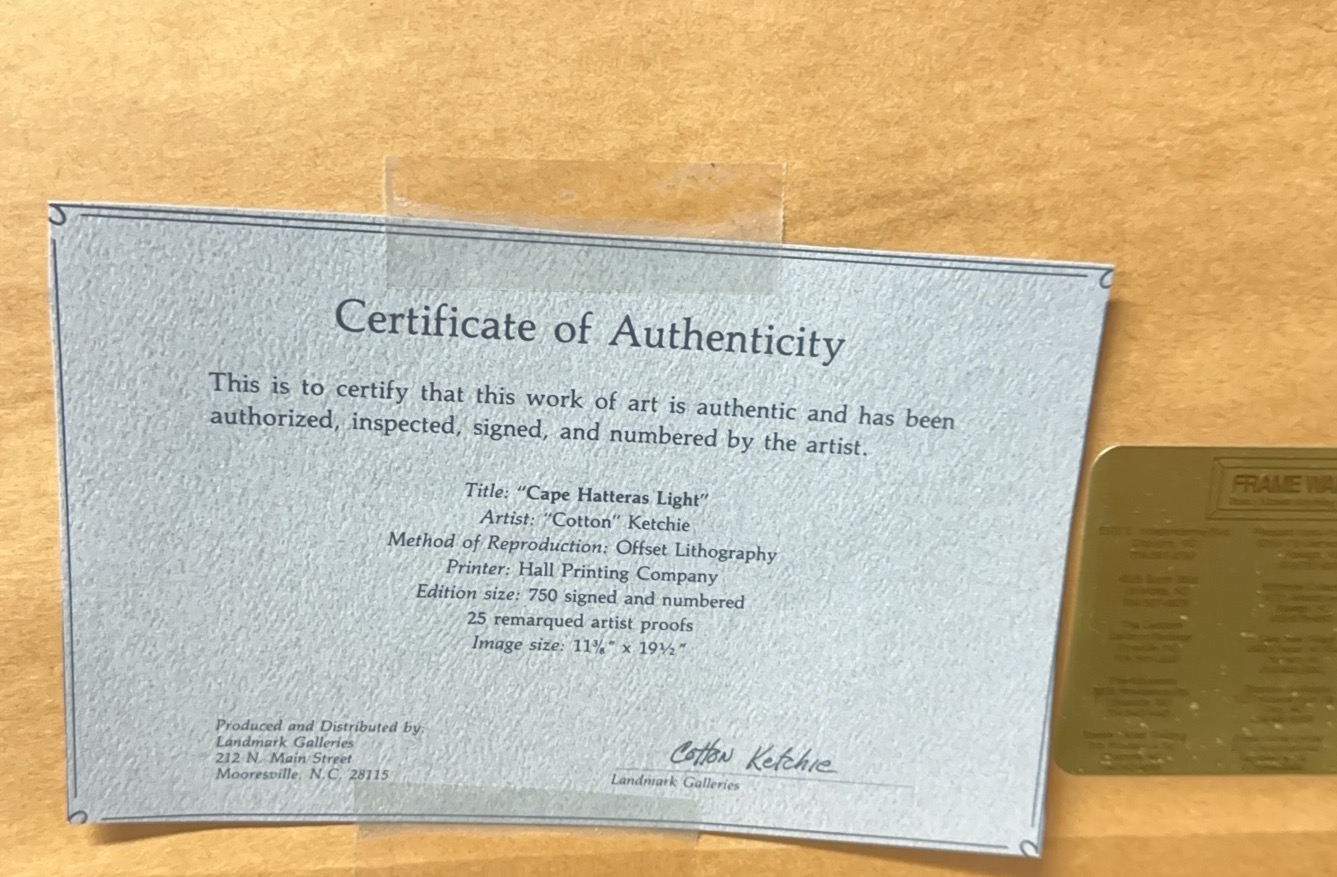 Certificate of Authenticity
This is to certify that this work of art is authentic and has been
authorized, inspected, signed, and numbered by the artist.
Title: "Cape Hatteras Light"
Artist: "Cotton" Ketchie
Method of Reproduction: Offset Lithography
Printer: Hall Printing Company
Edition size: 750 signed and numbered
25 remarqued artist proofs
Image size: 11⅜" x 19½"
Produced and Distributed by:
Landmark Galleries
212 N. Main Street
Mooresville, N.C. 28115
Cotton Ketchie
Landmark Galleries
FRAME